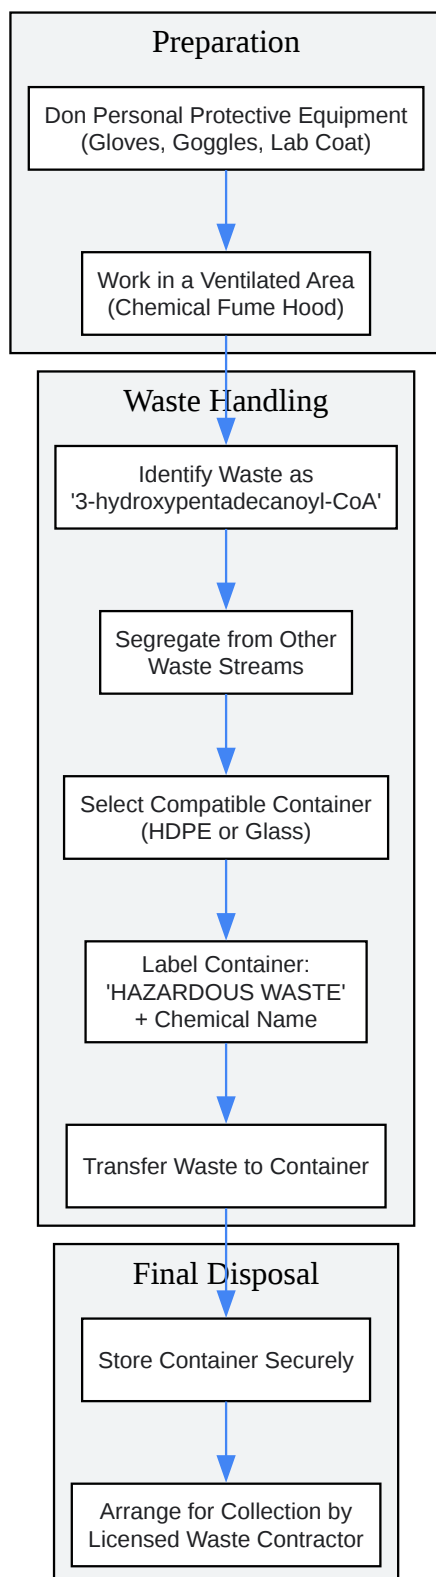 Preparation
Don Personal Protective Equipment
(Gloves, Goggles, Lab Coat)
Work in a Ventilated Area
(Chemical Fume Hood)
Waste Handling
Identify Waste as
'3-hydroxypentadecanoyl-CoA'
Segregate from Other
Waste Streams
Select Compatible Container
(HDPE or Glass)
Label Container:
'HAZARDOUS WASTE'
+ Chemical Name
Transfer Waste to Container
Final Disposal
Store Container Securely
Arrange for Collection by
Licensed Waste Contractor